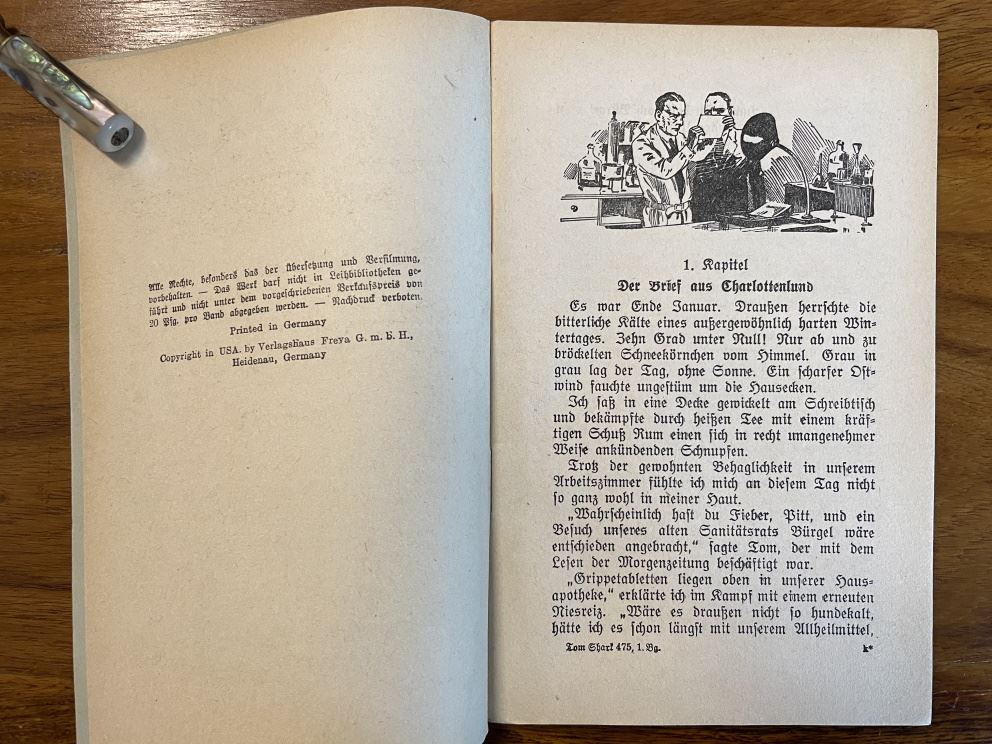 Alle Rechte, besonders das der Übersetzung und Verfilmung,
vorbehalten. — Das Werk darf nicht in Leihbibliotheken ge-
führt und nicht unter dem vorgeschriebenen Verkaufspreis von
20 Pfg. pro Band abgegeben werden. — Nachdruck verboten.
Printed in Germany
Copyright in USA. by Verlagshaus Freya G. m. b. H.,
Heidenau, Germany
1. Kapitel
Der Brief aus Charlottenlund
Es war Ende Januar. Draußen herrschte die
bitterliche Kälte eines außergewöhnlich harten Win-
tertages. Zehn Grad unter Null! Nur ab und zu
bröckelten Schneekörnchen vom Himmel. Grau in
grau lag der Tag, ohne Sonne. Ein scharfer Ost-
wind fauchte ungestüm um die Hausecken.
Ich saß in eine Decke gewickelt am Schreibtisch
und bekämpfte durch heißen Tee mit einem kräf-
tigen Schuß Rum einen sich in recht unangenehmer
Weise ankündenden Schnupfen.
Trotz der gewohnten Behaglichkeit in unserem
Arbeitszimmer fühlte ich mich an diesem Tag nicht
so ganz wohl in meiner Haut.
„Wahrscheinlich hast du Fieber, Pitt, und ein
Besuch unseres alten Sanitätsrats Bürgel wäre
entschieden angebracht,“ sagte Tom, der mit dem
Lesen der Morgenzeitung beschäftigt war.
„Grippetabletten liegen oben in unserer Haus-
apotheke,“ erklärte ich im Kampf mit einem erneuten
Niesreiz. „Wäre es draußen nicht so hundekalt,
hätte ich es schon längst mit unserem Allheilmittel,
Tom Shark 475, 1. Bg.
k*